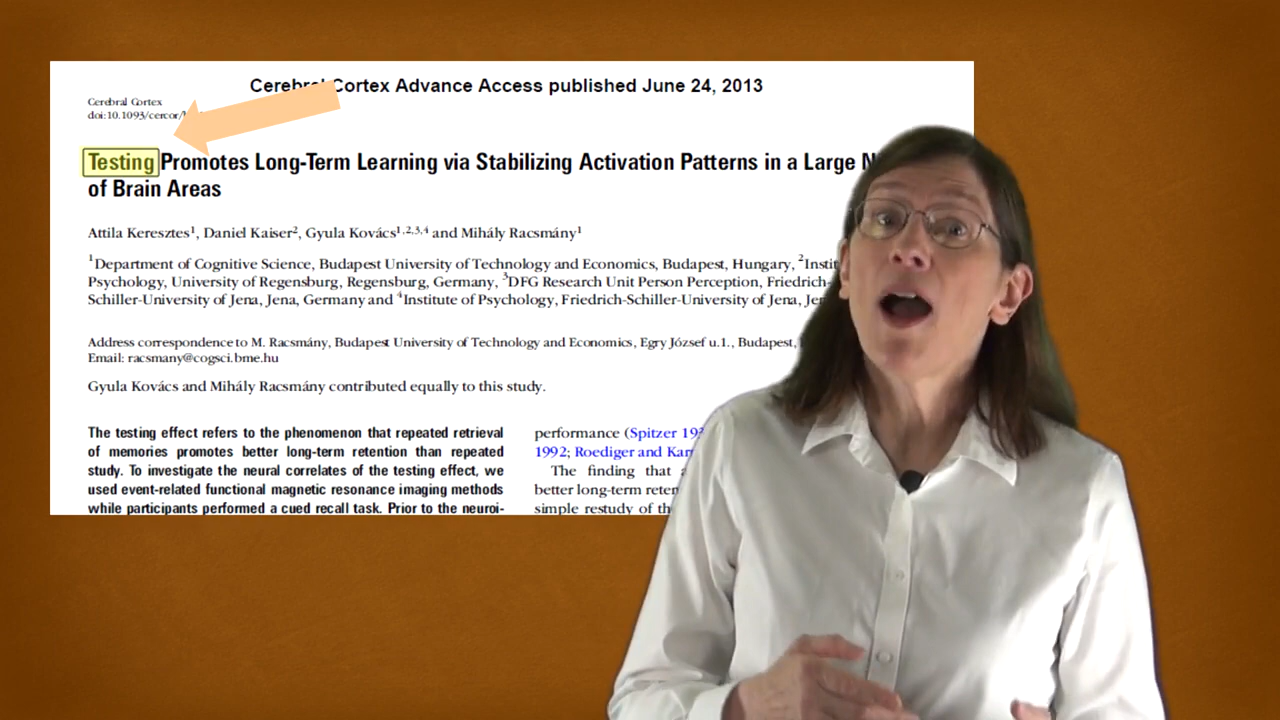 Cerebral Cortex Advance Access published June 24, 2013
Cerebral Cortex
doi:10.1093/cercor/
Testing Promotes Long-Term Learning via Stabilizing Activation Patterns in a Large
of Brain Areas
Attila Keresztes1, Daniel Kaiser2, Gyula Kovács1,2,3,4 and Mihály Racsmány1
1Department of Cognitive Science, Budapest University of Technology and Economics, Budapest, Hungary,
Psychology, University of Regensburg, Regensburg, Germany, 3DFG Research Unit Person Perception,
Schiller-University of Jena, Jena, Germany and 4Institute of Psychology, Friedrich-Schiller-University of Jena,
Address correspondence to M. Racsmány, Budapest University of Technology and Economics, Egry József u.1., Budapest,
Email: racsmany@cogsci.bme.hu
Gyula Kovács and Mihály Racsmány contributed equally to this study.
The testing effect refers to the phenomenon that repeated retrieval
of memories promotes better long-term retention than repeated
study. To investigate the neural correlates of the testing effect, we
used event-related functional magnetic resonance imaging methods
while participants performed a cued recall task. Prior to the neuroi-
performance (Spitzer
1992; Roediger and
The finding that
better long-term
simple restudy of